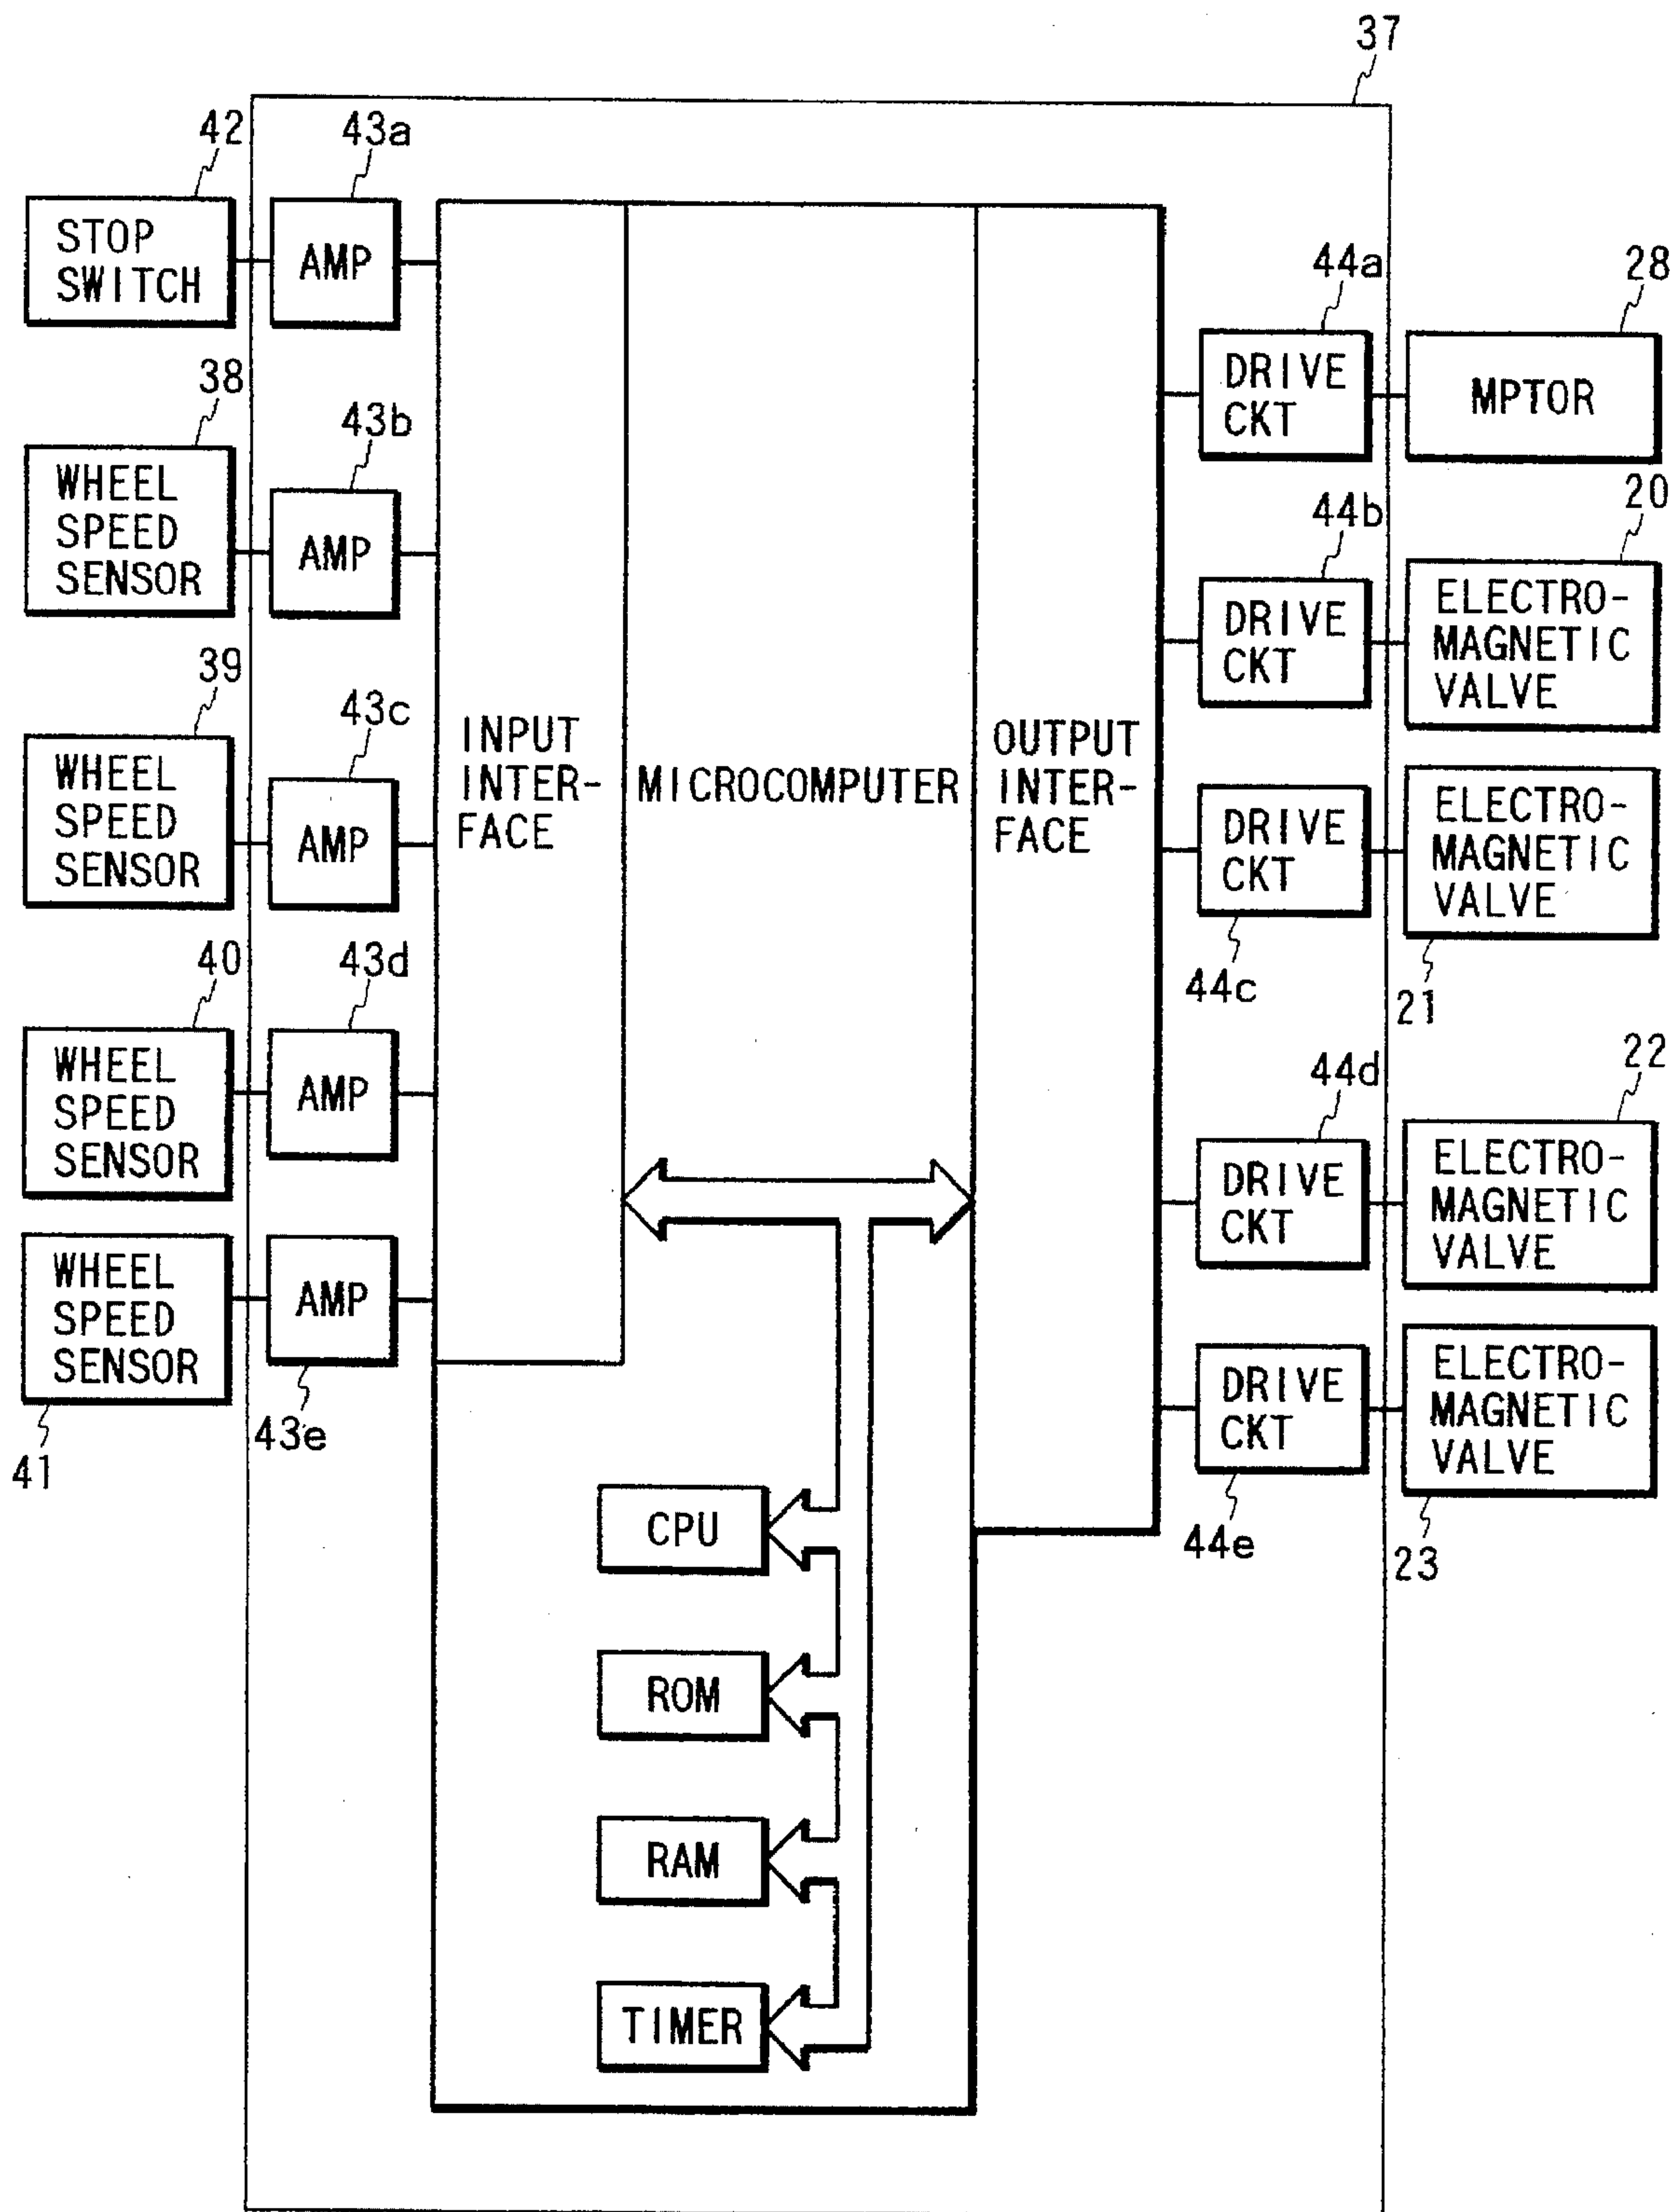 37
42
43a
STOP
SWITCH
AMP
44a
28
DRIVE
CKT
MPTOR
38
43b
WHEEL
SPEED
SENSOR
AMP
44b
20
DRIVE
CKT
ELECTRO-
MAGNETIC
VALVE
39
43c
WHEEL
SPEED
SENSOR
AMP
INPUT
INTER-
FACE
MICROCOMPUTER
OUTPUT
INTER-
FACE
DRIVE
CKT
44c
ELECTRO-
MAGNETIC
VALVE
21
40
43d
WHEEL
SPEED
SENSOR
AMP
44d
22
DRIVE
CKT
ELECTRO-
MAGNETIC
VALVE
WHEEL
SPEED
SENSOR
41
AMP
43e
DRIVE
CKT
44e
ELECTRO-
MAGNETIC
VALVE
23
CPU
ROM
RAM
TIMER